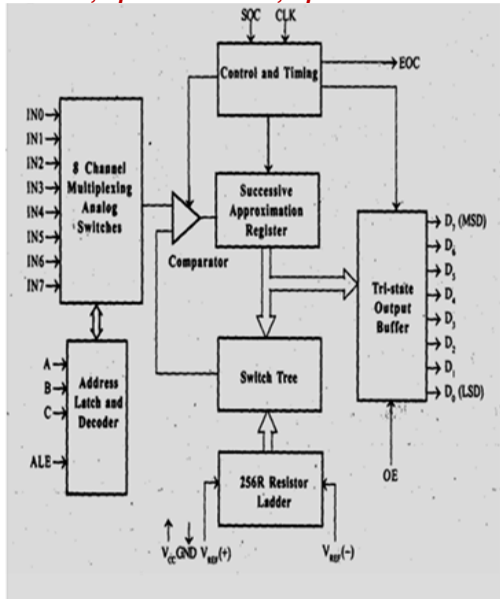 SOC CLK
Control and Timing
EOC
IN0
IN1
IN2
IN3
IN4
IN5
IN6
IN7
8 Channel
Multiplexing
Analog
Switches
Comparator
Successive
Approximation
Register
Tri-state
Output
Buffer
D7 (MSD)
D6
D5
D4
D3
D2
D1
D0 (LSD)
A
B
C
ALE
Address
Latch and
Decoder
Switch Tree
OE
256R Resistor
Ladder
VCC GND VREF(+) VREF(−)